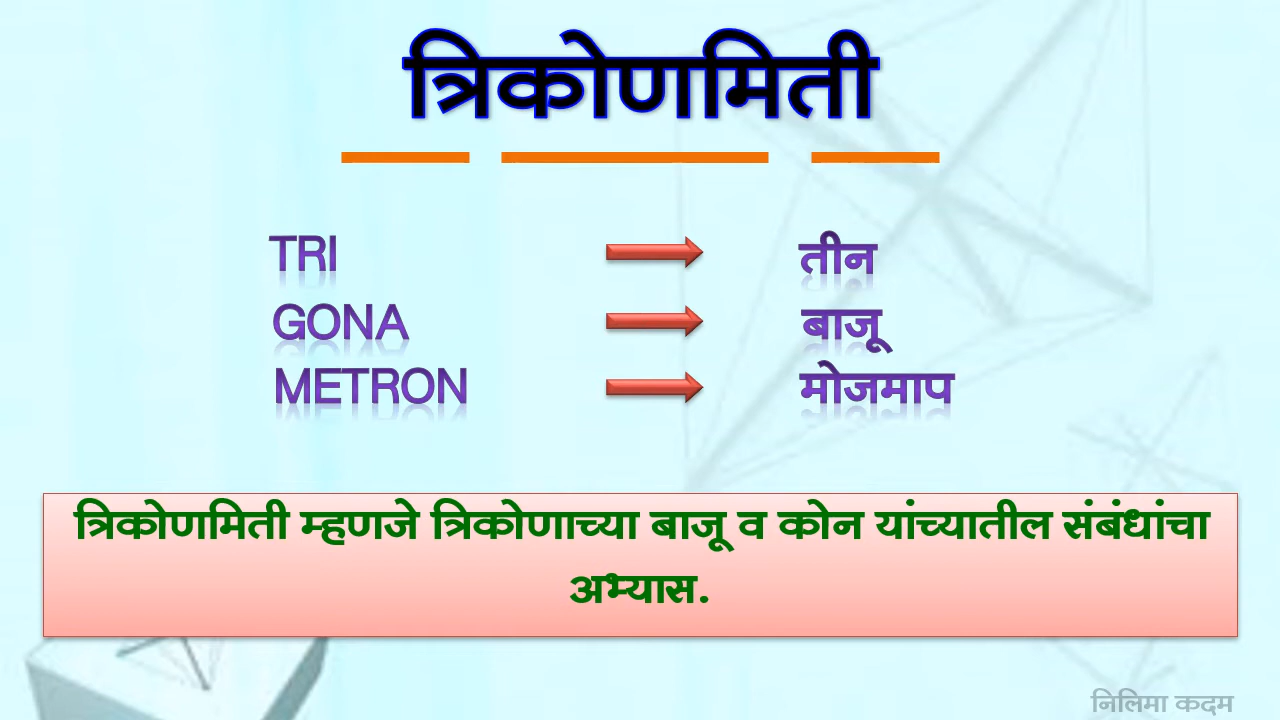 त्रिकोणमिती
TRI तीन
GONA बाजू
METRON मोजमाप
त्रिकोणमिती म्हणजे त्रिकोणाच्या बाजू व कोन यांच्यातील संबंधांचा
अभ्यास.
निलिमा कदम